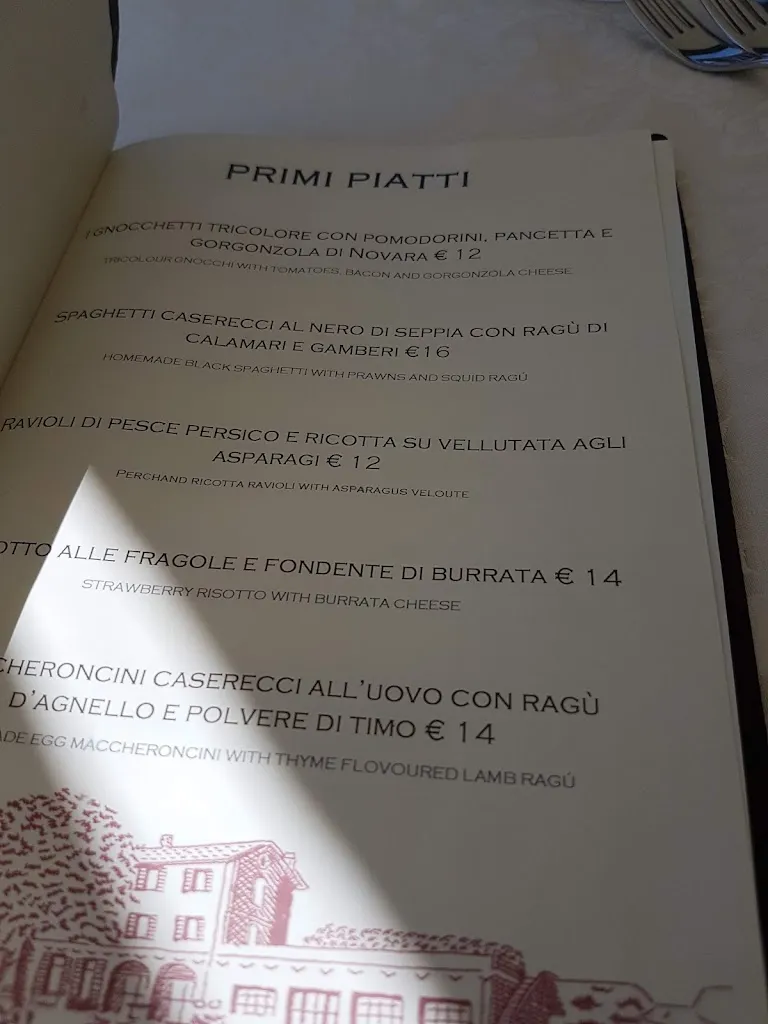 PRIMI PIATTI
GNOCCHETTI TRICOLORE CON POMODORINI, PANCETTA E
GORGONZOLA DI NOVARA € 12
TRICOLOUR GNOCCHI WITH TOMATOES, BACON AND GORGONZOLA CHEESE
SPAGHETTI CASERECCI AL NERO DI SEPPIA CON RAGÙ DI
CALAMARI E GAMBERI €16
HOMEMADE BLACK SPAGHETTI WITH PRAWNS AND SQUID RAGÚ
RAVIOLI DI PESCE PERSICO E RICOTTA SU VELLUTATA AGLI
ASPARAGI € 12
PERCHAND RICOTTA RAVIOLI WITH ASPARAGUS VELOUTE
OTTO ALLE FRAGOLE E FONDENTE DI BURRATA € 14
STRAWBERRY RISOTTO WITH BURRATA CHEESE
CHERONCINI CASERECCI ALL'UOVO CON RAGÙ
D'AGNELLO E POLVERE DI TIMO € 14
ADE EGG MACCHERONCINI WITH THYME FLOVOURED LAMB RAGÚ